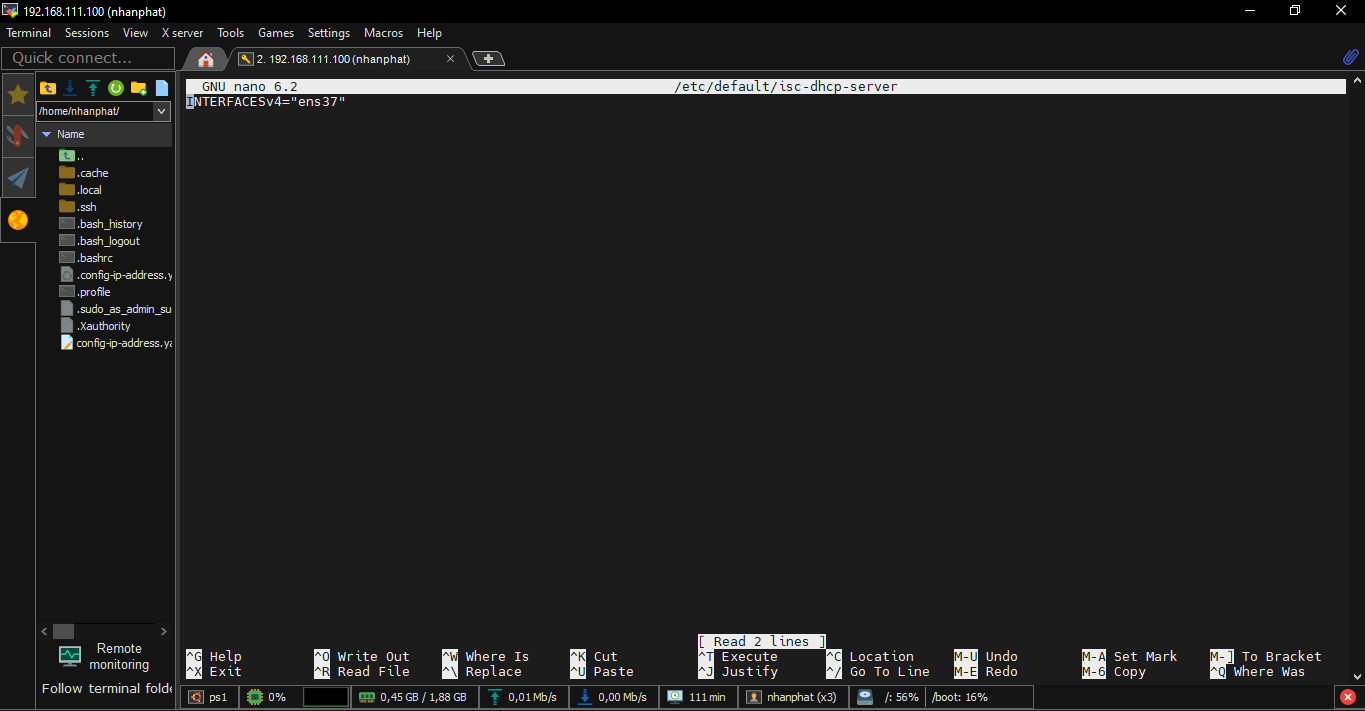 192.168.111.100 (nhanphat)
Terminal Sessions View X server Tools Games Settings Macros Help
Quick connect...
2. 192.168.111.100 (nhanphat)
/home/nhanphat/
Name
..
.cache
.local
.ssh
.bash_history
.bash_logout
.bashrc
.config-ip-address.y
.profile
.sudo_as_admin_su
.Xauthority
config-ip-address.ya
Remote
monitoring
Follow terminal folde
GNU nano 6.2 /etc/default/isc-dhcp-server
INTERFACESv4="ens37"
[ Read 2 lines ]
^G Help ^O Write Out ^W Where Is ^K Cut ^T Execute ^C Location M-U Undo M-A Set Mark M-] To Bracket
^X Exit ^R Read File ^\ Replace ^U Paste ^J Justify ^/ Go To Line M-E Redo M-6 Copy ^Q Where Was
ps1 0% 0,45 GB / 1,88 GB 0,01 Mb/s 0,00 Mb/s 111 min nhanphat (x3) /: 56% /boot: 16%